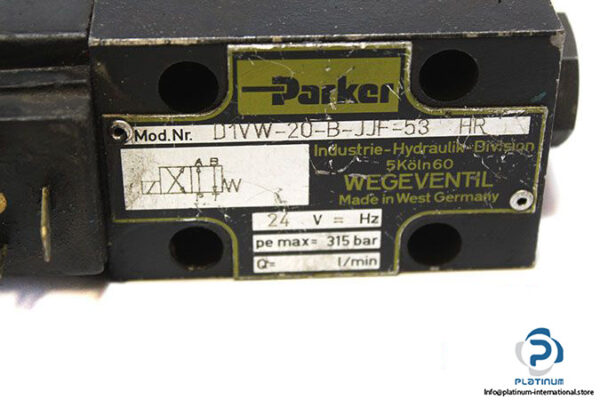 Parker
Mod.Nr. D1VW-20-B-JJF-53 HR
A B
Industrie-Hydraulik-Division
5Köln60
WEGEVENTIL
Made in West Germany
24 V = Hz
pe max= 315 bar
Q= l/min
PLATINUM
INTERNATIONAL
Info@platinum-international.store